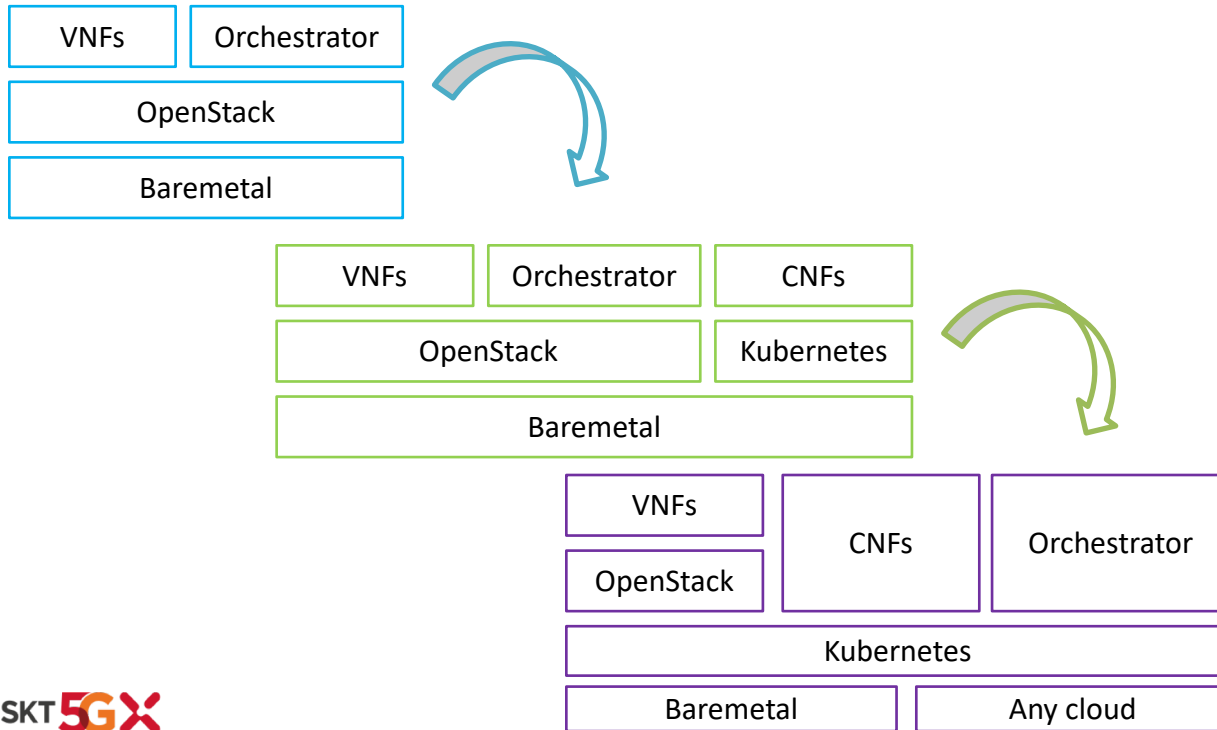 VNFs
Orchestrator
OpenStack
Baremetal
VNFs
Orchestrator
CNFs
OpenStack
Kubernetes
Baremetal
VNFs
CNFs
Orchestrator
OpenStack
Kubernetes
Baremetal
Any cloud
SKT 5GX